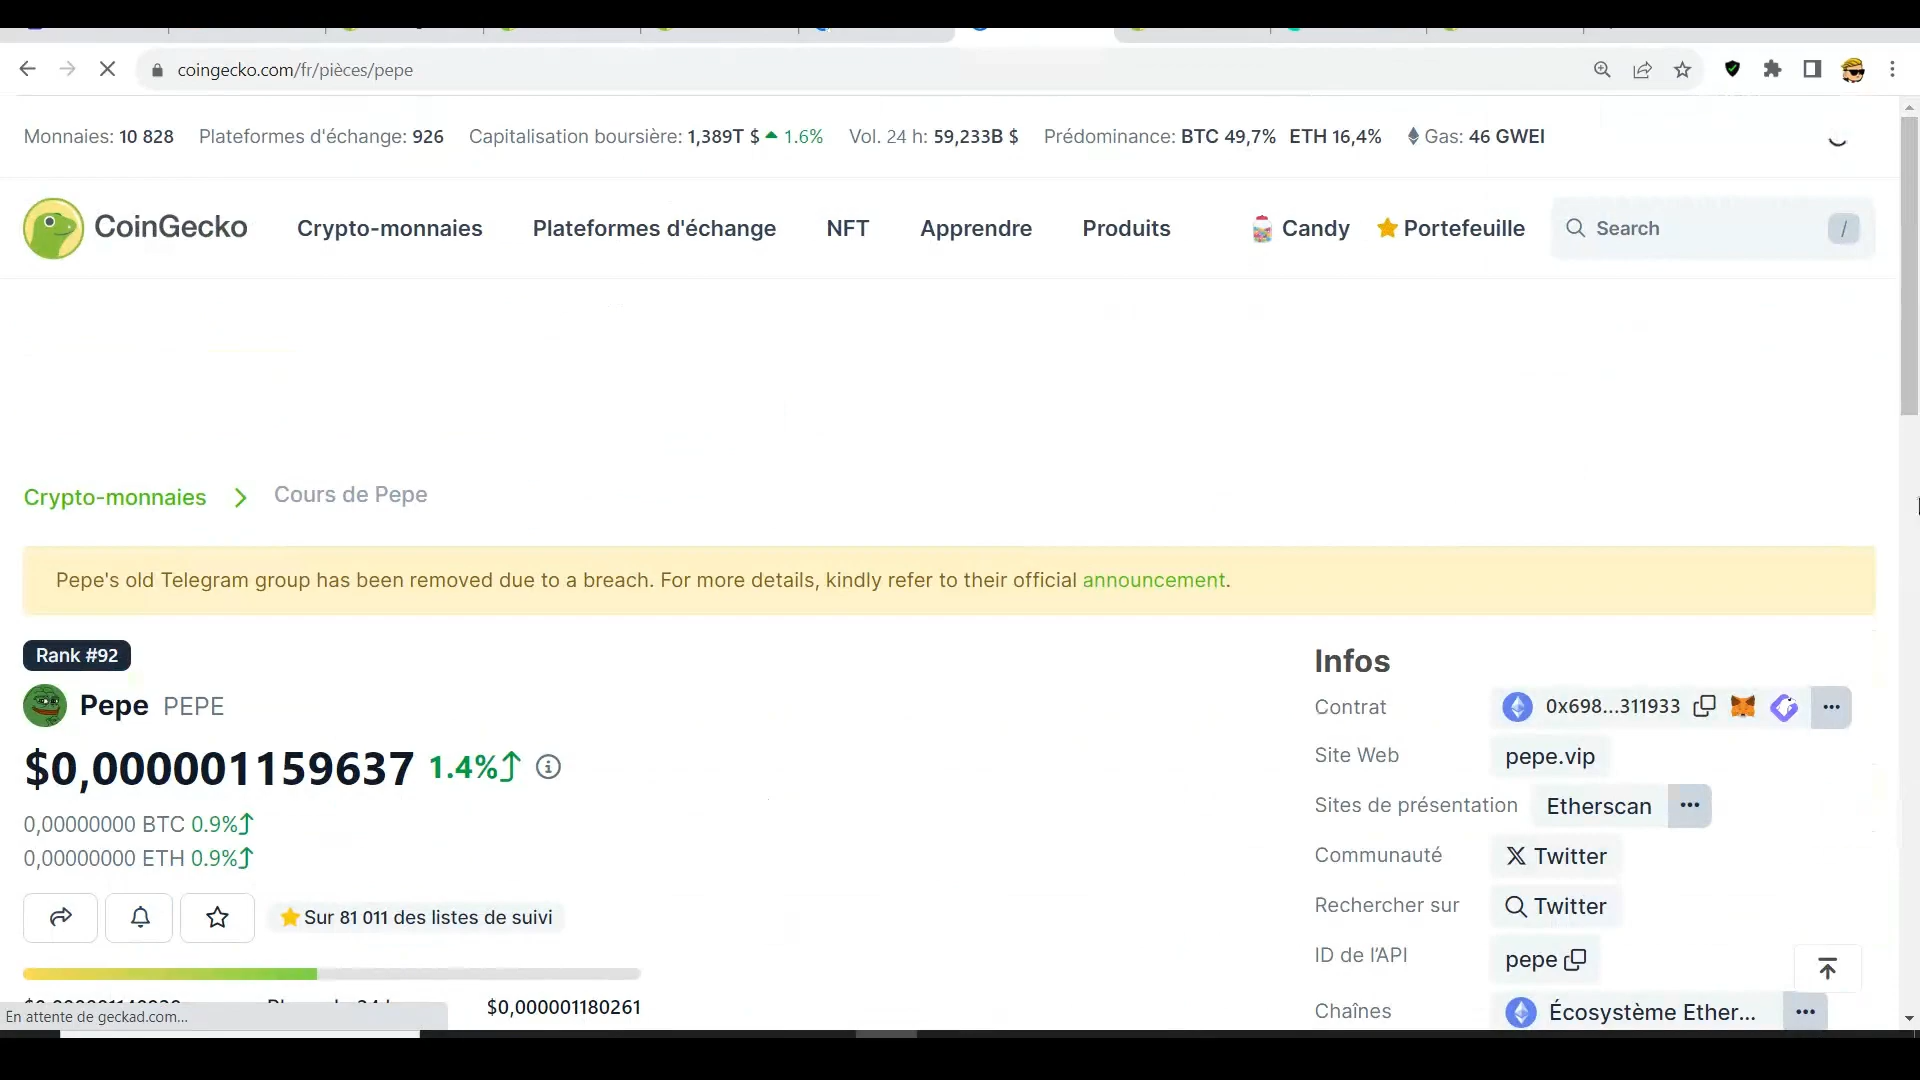 coingecko.com/fr/pièces/pepe
Monnaies: 10 828 Plateformes d'échange: 926 Capitalisation boursière: 1,389T $ 1.6% Vol. 24 h: 59,233B $ Prédominance: BTC 49,7% ETH 16,4% Gas: 46 GWEI
CoinGecko Crypto-monnaies Plateformes d'échange NFT Apprendre Produits Candy Portefeuille Search /
Crypto-monnaies Cours de Pepe
Pepe's old Telegram group has been removed due to a breach. For more details, kindly refer to their official announcement.
Rank #92
Pepe PEPE
$0,000001159637 1.4%
0,00000000 BTC 0.9%
0,00000000 ETH 0.9%
Sur 81 011 des listes de suivi
$0,000001180261
En attente de geckad.com...
Infos
Contrat 0x698...311933
Site Web pepe.vip
Sites de présentation Etherscan
Communauté Twitter
Rechercher sur Twitter
ID de l'API pepe
Chaînes Écosystème Ether...